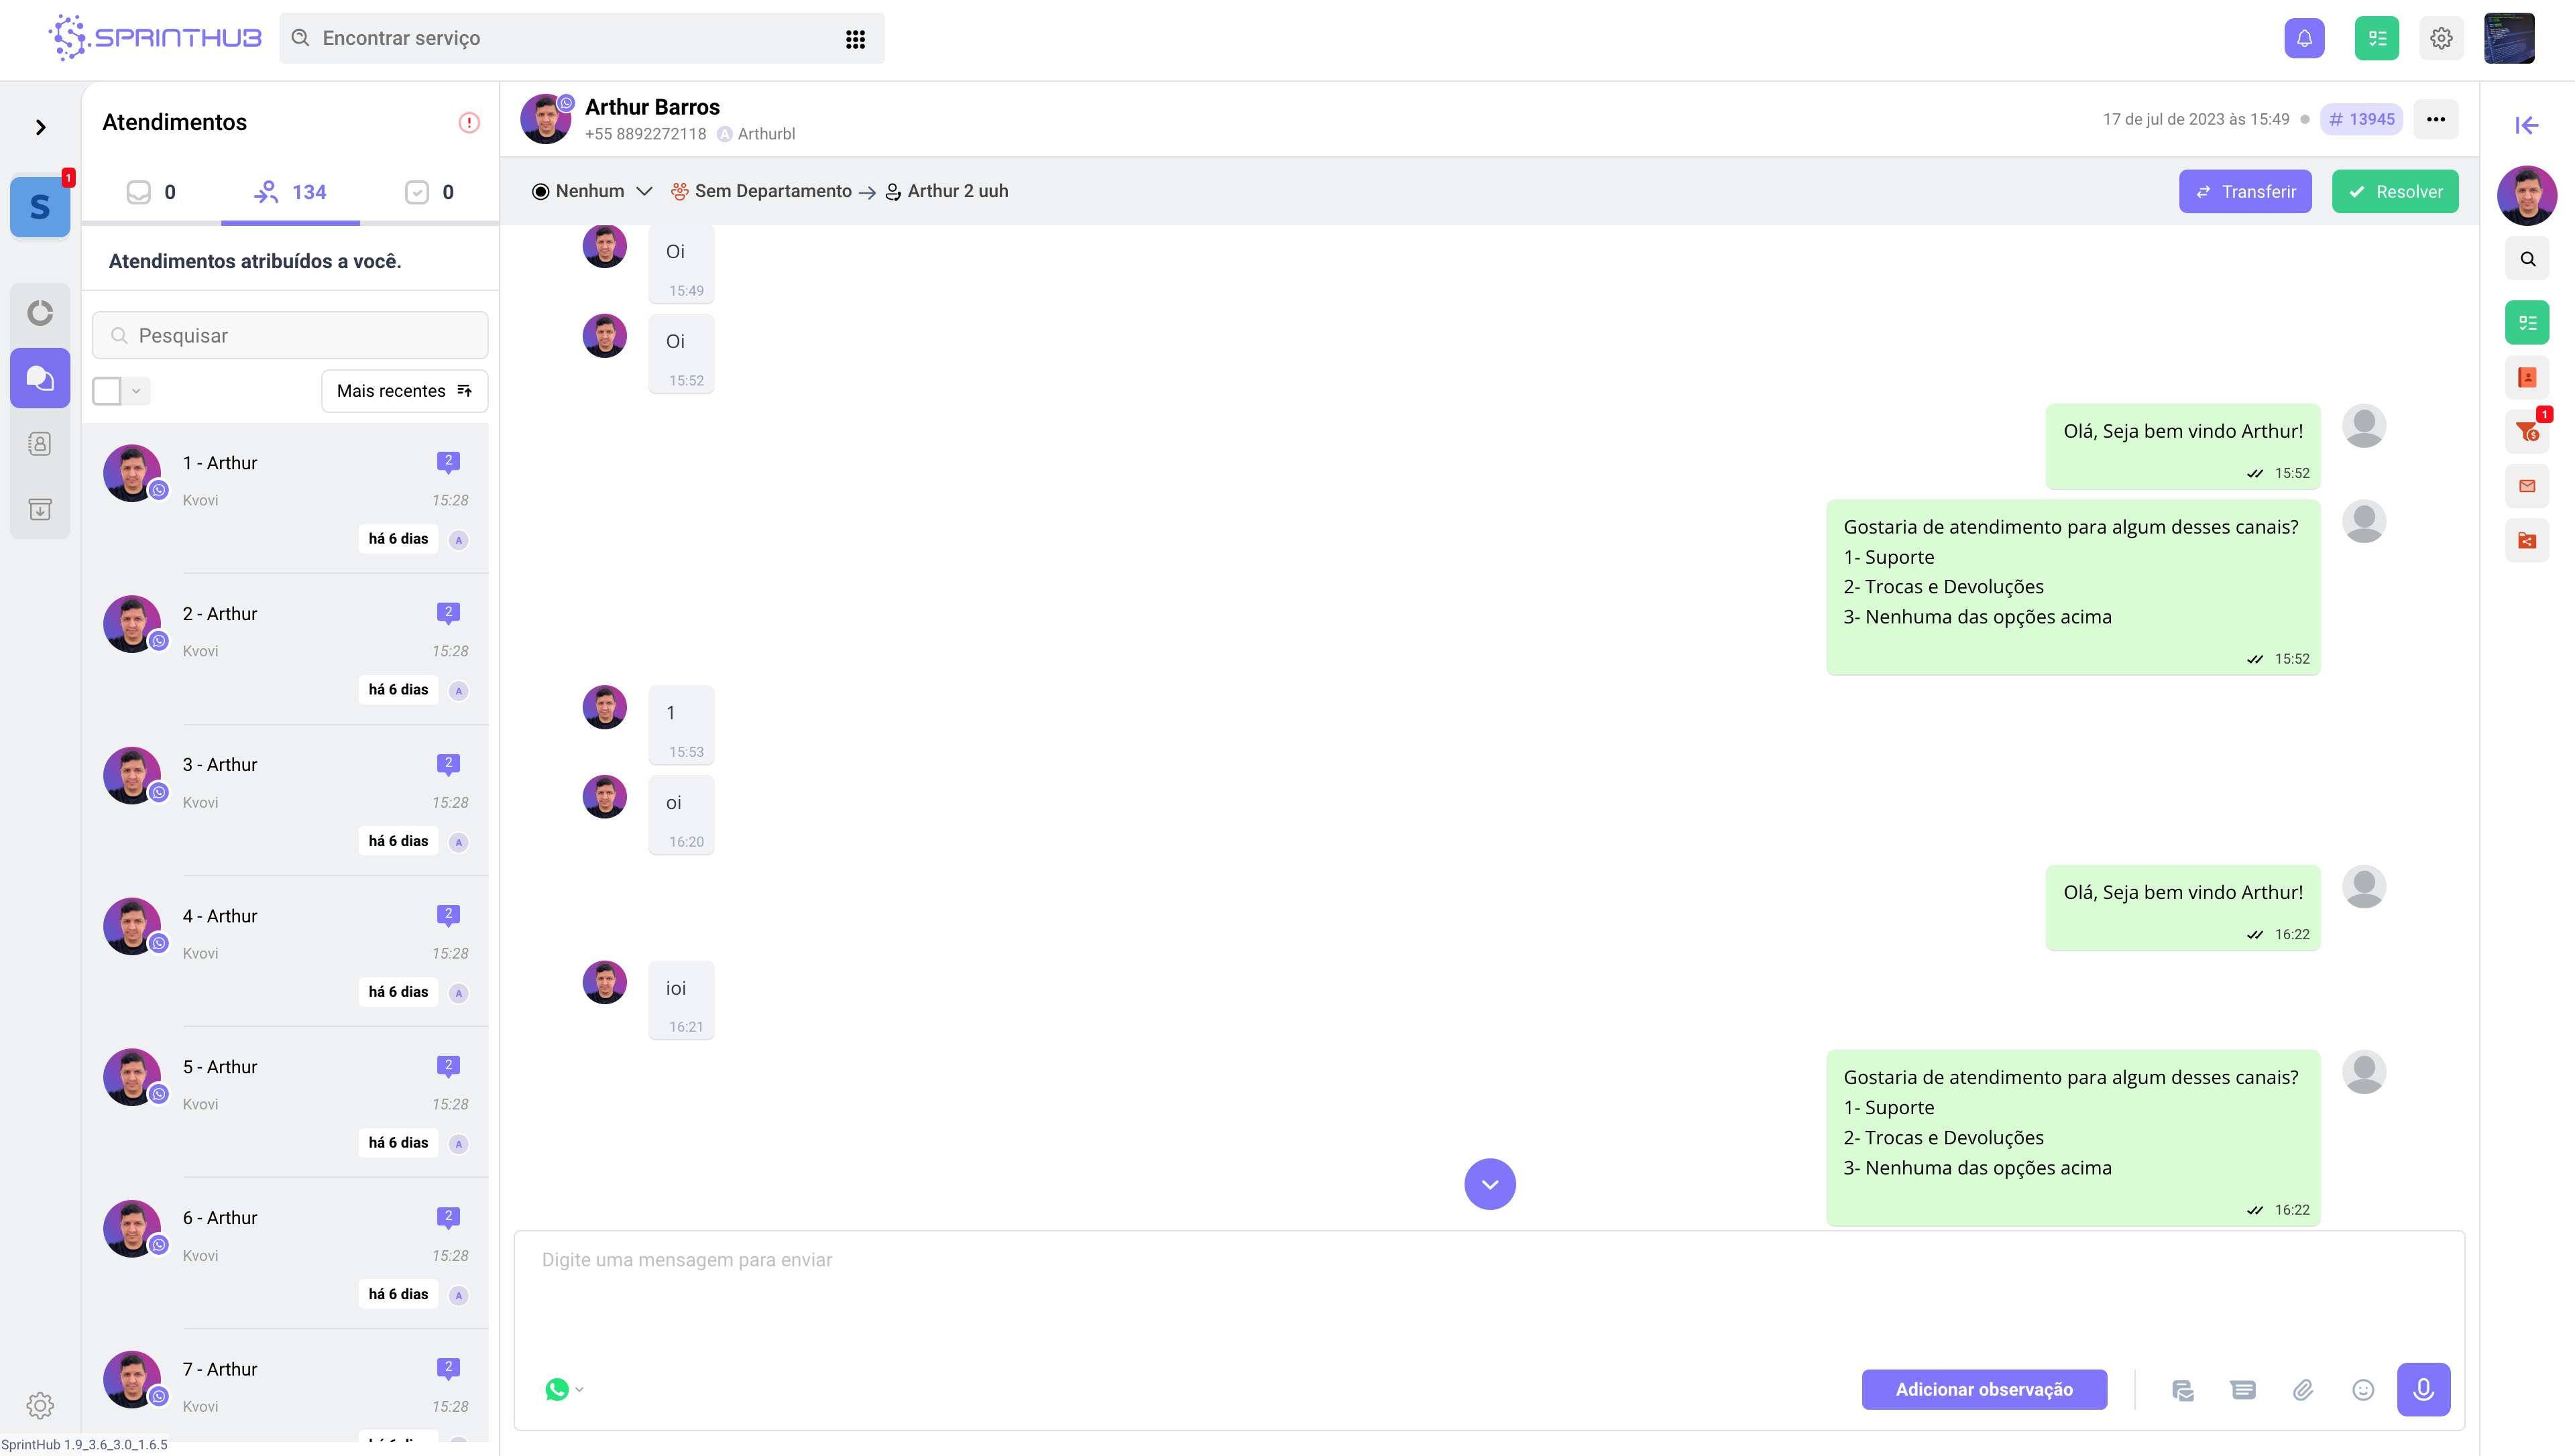 SPRINTHUB
Encontrar serviço
Atendimentos
S
1
0
134
0
Atendimentos atribuídos a você.
Pesquisar
Mais recentes
1 - Arthur
2
Kvovi
15:28
há 6 dias
A
2 - Arthur
2
Kvovi
15:28
há 6 dias
A
3 - Arthur
2
Kvovi
15:28
há 6 dias
A
4 - Arthur
2
Kvovi
15:28
há 6 dias
A
5 - Arthur
2
Kvovi
15:28
há 6 dias
A
6 - Arthur
2
Kvovi
15:28
há 6 dias
A
7 - Arthur
2
Kvovi
15:28
SprintHub 1.9_3.6_3.0_1.6.5
Arthur Barros
+55 8892272118 A Arthurbl
17 de jul de 2023 às 15:49
# 13945
Nenhum
Sem Departamento
Arthur 2 uuh
Transferir
Resolver
Oi
15:49
Oi
15:52
Olá, Seja bem vindo Arthur!
15:52
Gostaria de atendimento para algum desses canais?
1- Suporte
2- Trocas e Devoluções
3- Nenhuma das opções acima
15:52
1
15:53
oi
16:20
Olá, Seja bem vindo Arthur!
16:22
ioi
16:21
Gostaria de atendimento para algum desses canais?
1- Suporte
2- Trocas e Devoluções
3- Nenhuma das opções acima
16:22
Digite uma mensagem para enviar
Adicionar observação
1